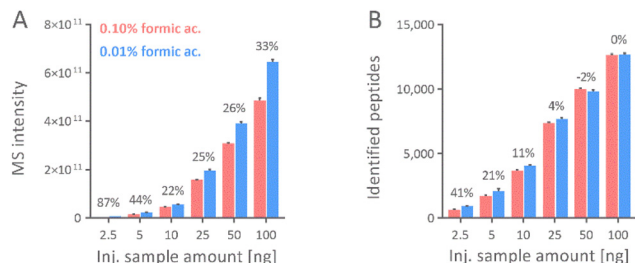 A
8×10¹¹
6×10¹¹
4×10¹¹
2×10¹¹
0
MS intensity
0.10% formic ac.
0.01% formic ac.
87%
44%
22%
25%
26%
33%
2.5 5 10 25 50 100
Inj. sample amount [ng]
B
15,000
10,000
5,000
0
Identified peptides
41%
21%
11%
4%
-2%
0%
2.5 5 10 25 50 100
Inj. sample amount [ng]